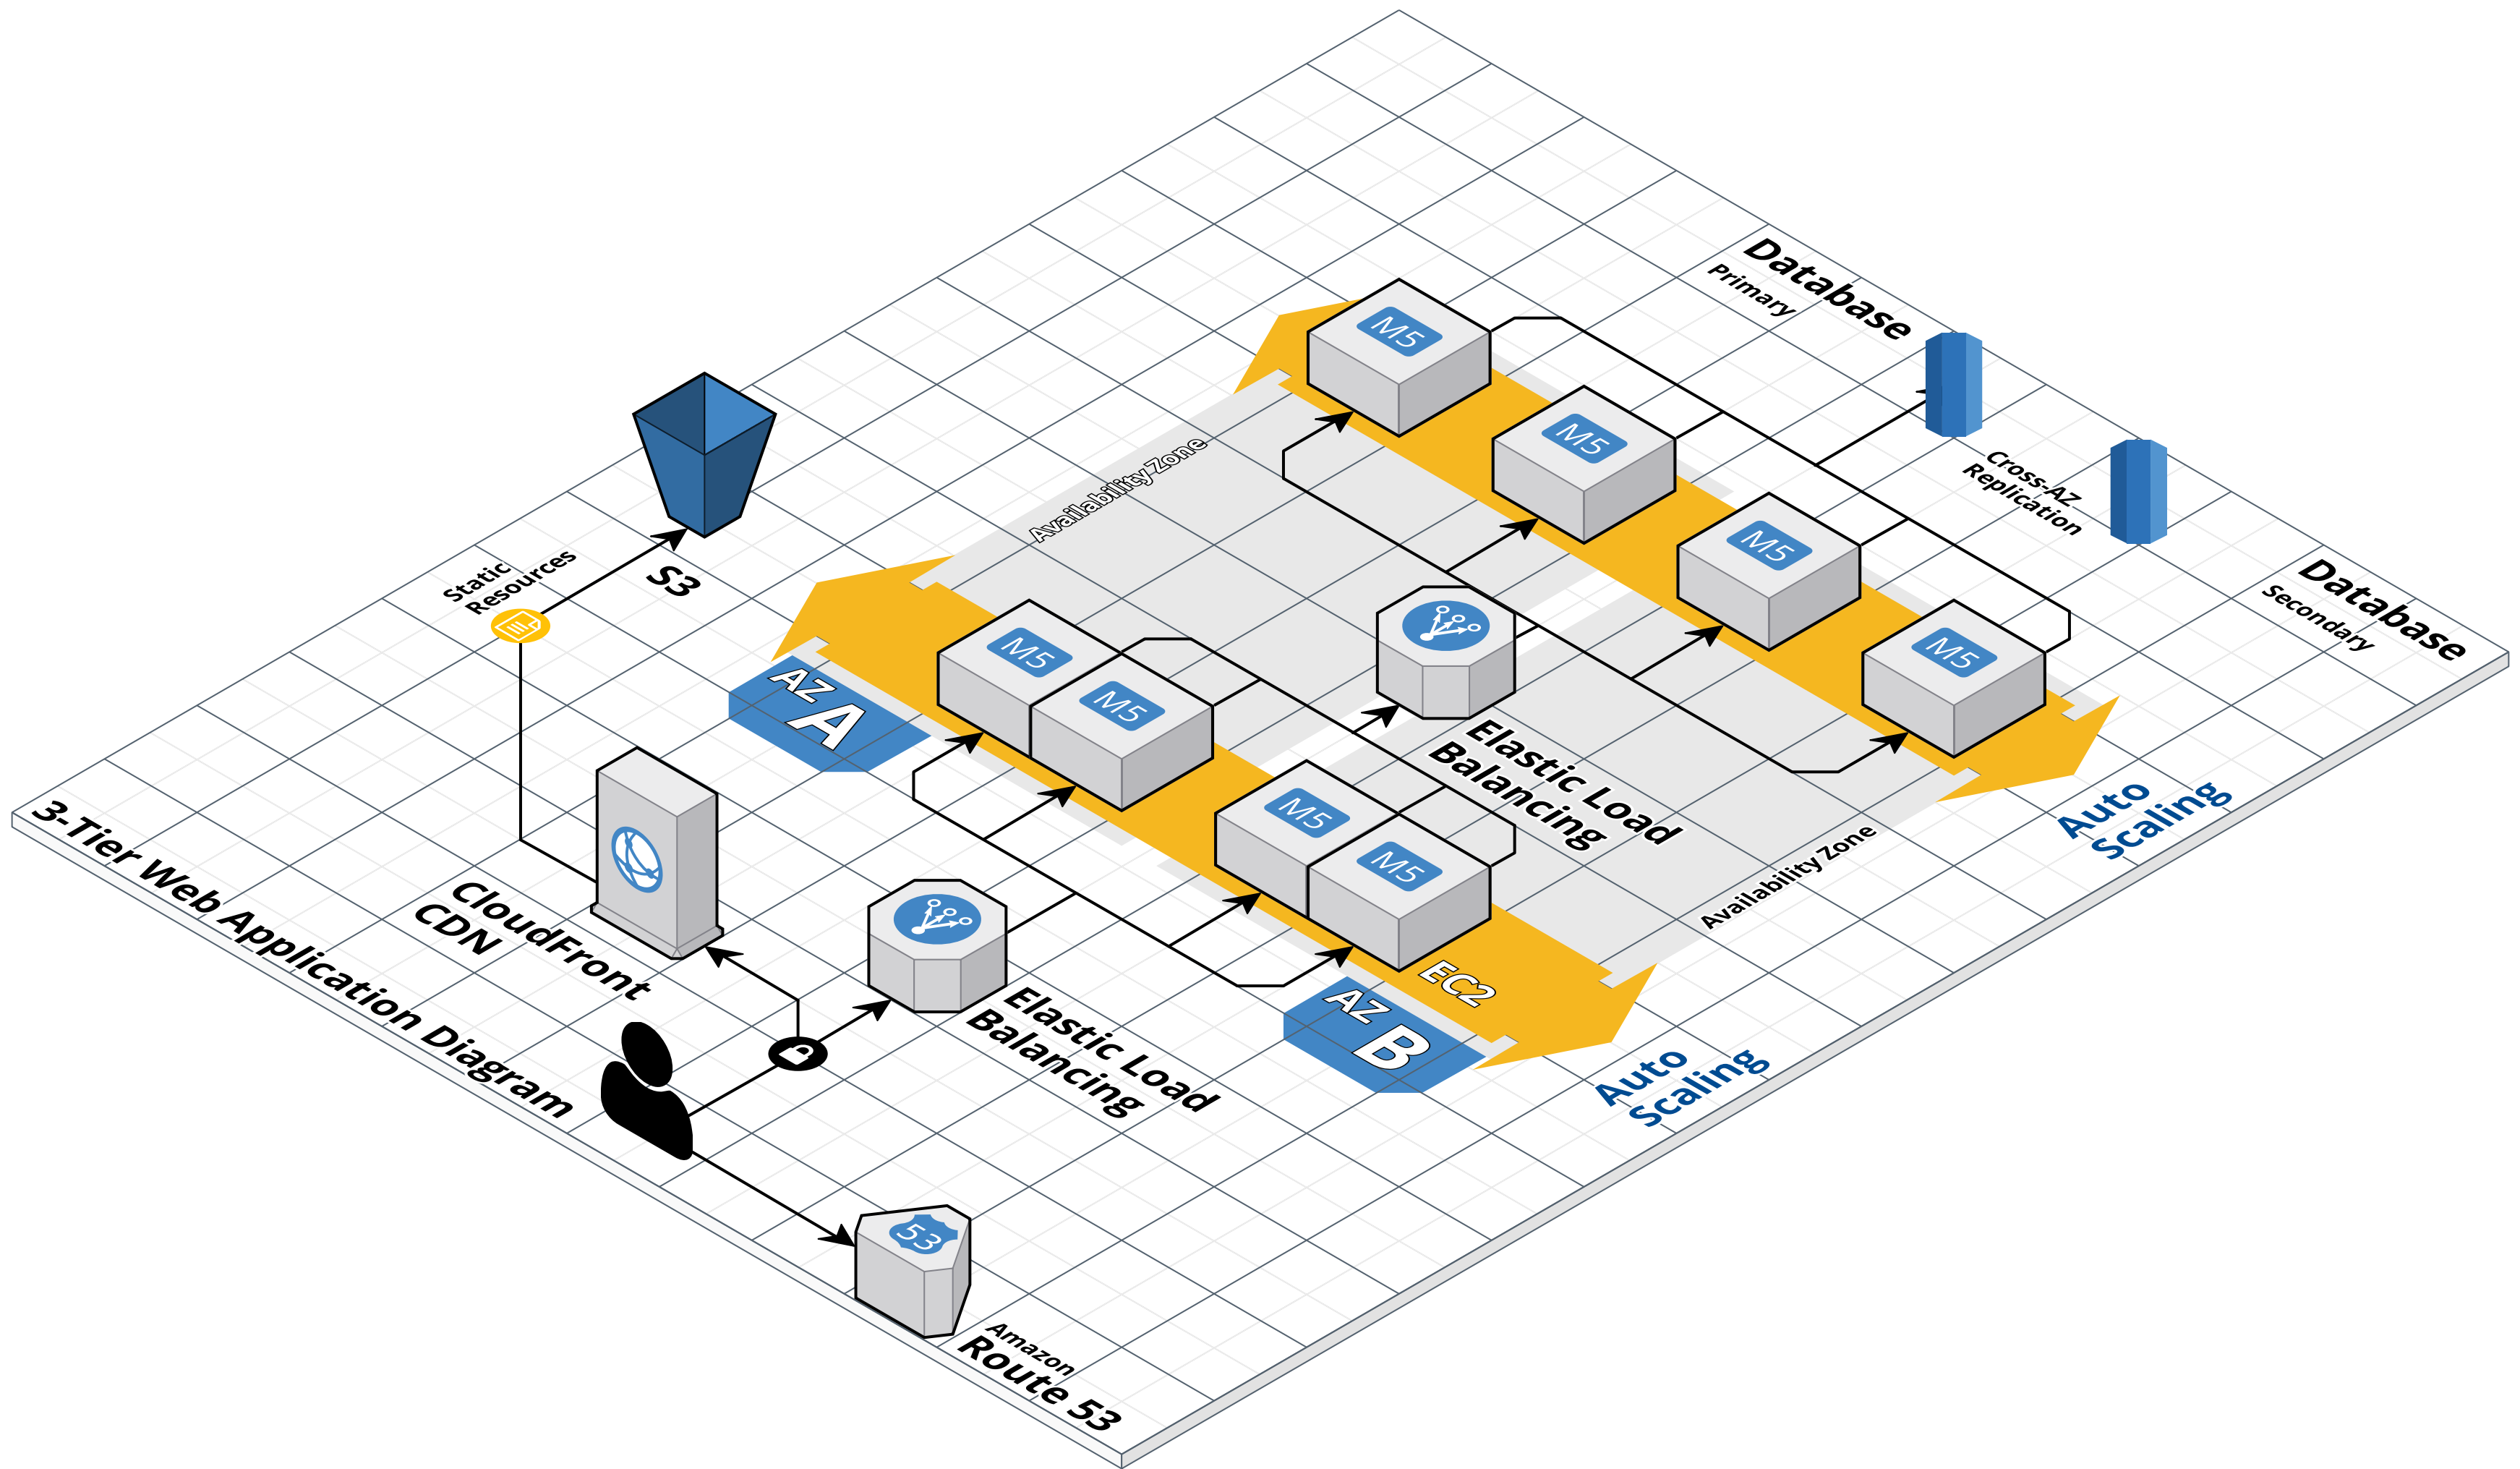 Database
Primary
Cross-AZ
Replication
Database
Secondary
M5
M5
M5
M5
Availability Zone
Static
Resources
S3
AZ
A
M5
M5
M5
M5
Elastic Load
Balancing
Auto
Scaling
Availability Zone
EC2
AZ
B
Auto
Scaling
CloudFront
CDN
Elastic Load
Balancing
3-Tier Web Application Diagram
53
Amazon
Route 53